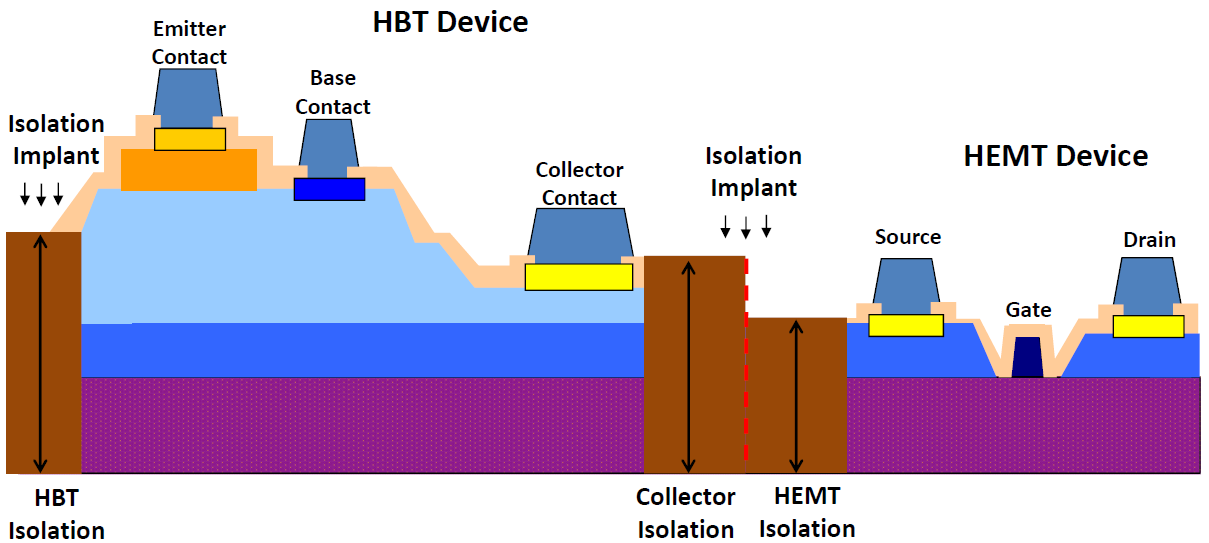 HBT Device
Emitter
Contact
Base
Contact
Isolation
Implant
Collector
Contact
Isolation
Implant
HEMT Device
Source
Drain
Gate
HBT
Isolation
Collector
Isolation
HEMT
Isolation